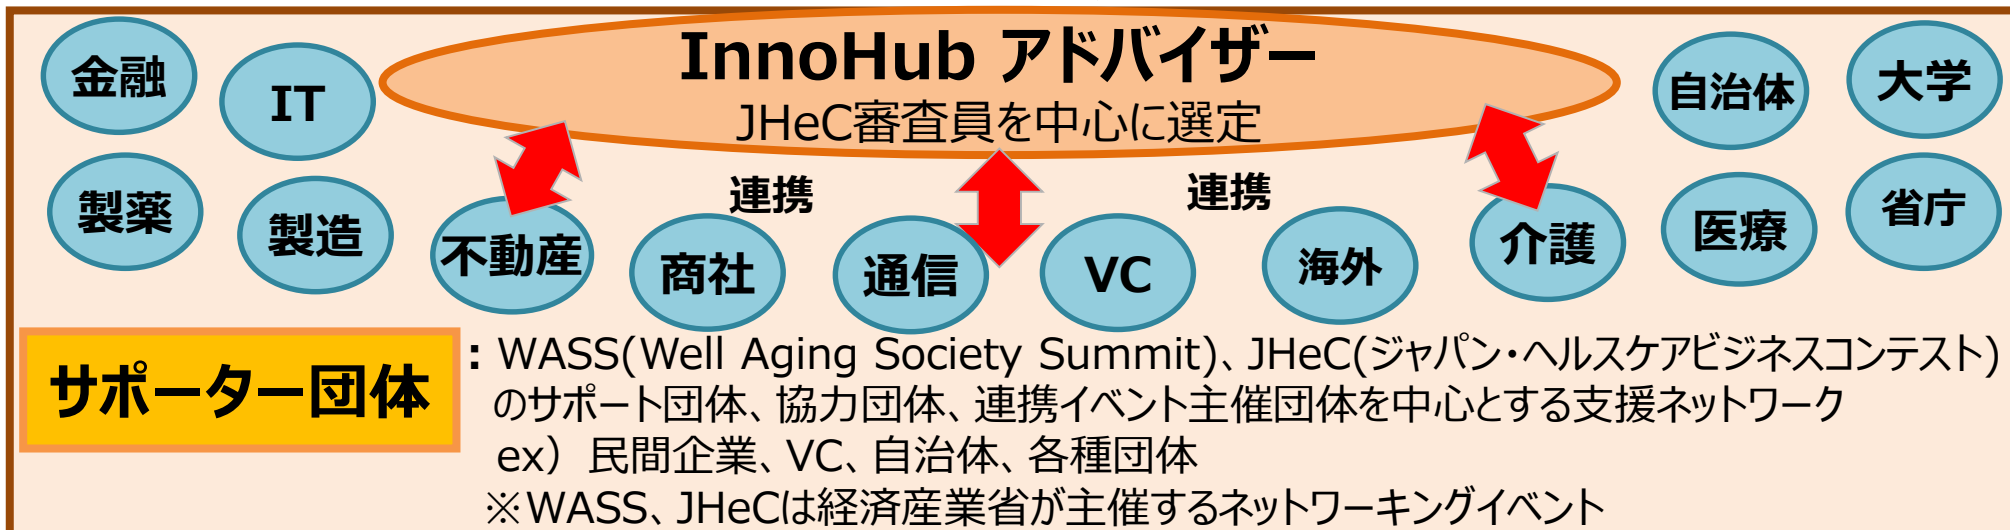 InnoHub アドバイザー
JHeC審査員を中心に選定
金融
IT
製薬
製造
不動産
連携
商社
通信
VC
連携
海外
介護
自治体
大学
医療
省庁
サポーター団体
：WASS(Well Aging Society Summit)、JHeC(ジャパン・ヘルスケアビジネスコンテスト)
のサポート団体、協力団体、連携イベント主催団体を中心とする支援ネットワーク
ex）民間企業、VC、自治体、各種団体
※WASS、JHeCは経済産業省が主催するネットワーキングイベント